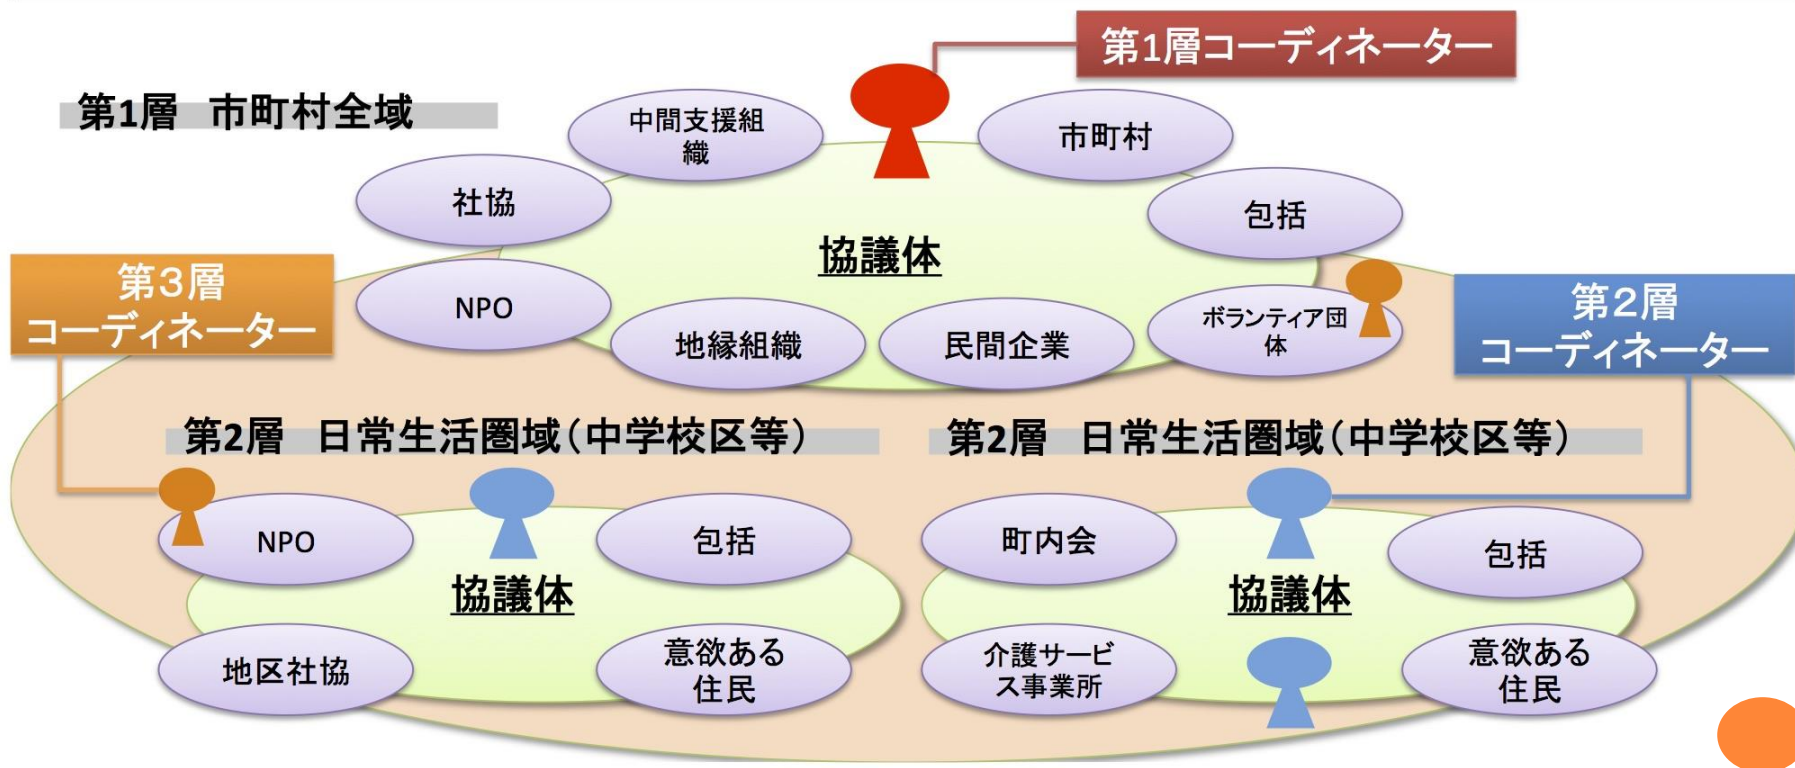 第1層コーディネーター
第1層 市町村全域
中間支援組
織
市町村
社協
包括
協議体
第3層
コーディネーター
NPO
地縁組織
民間企業
ボランティア団
体
第2層
コーディネーター
第2層 日常生活圏域(中学校区等)
第2層 日常生活圏域(中学校区等)
NPO
包括
協議体
地区社協
意欲ある
住民
町内会
包括
協議体
介護サービ
ス事業所
意欲ある
住民